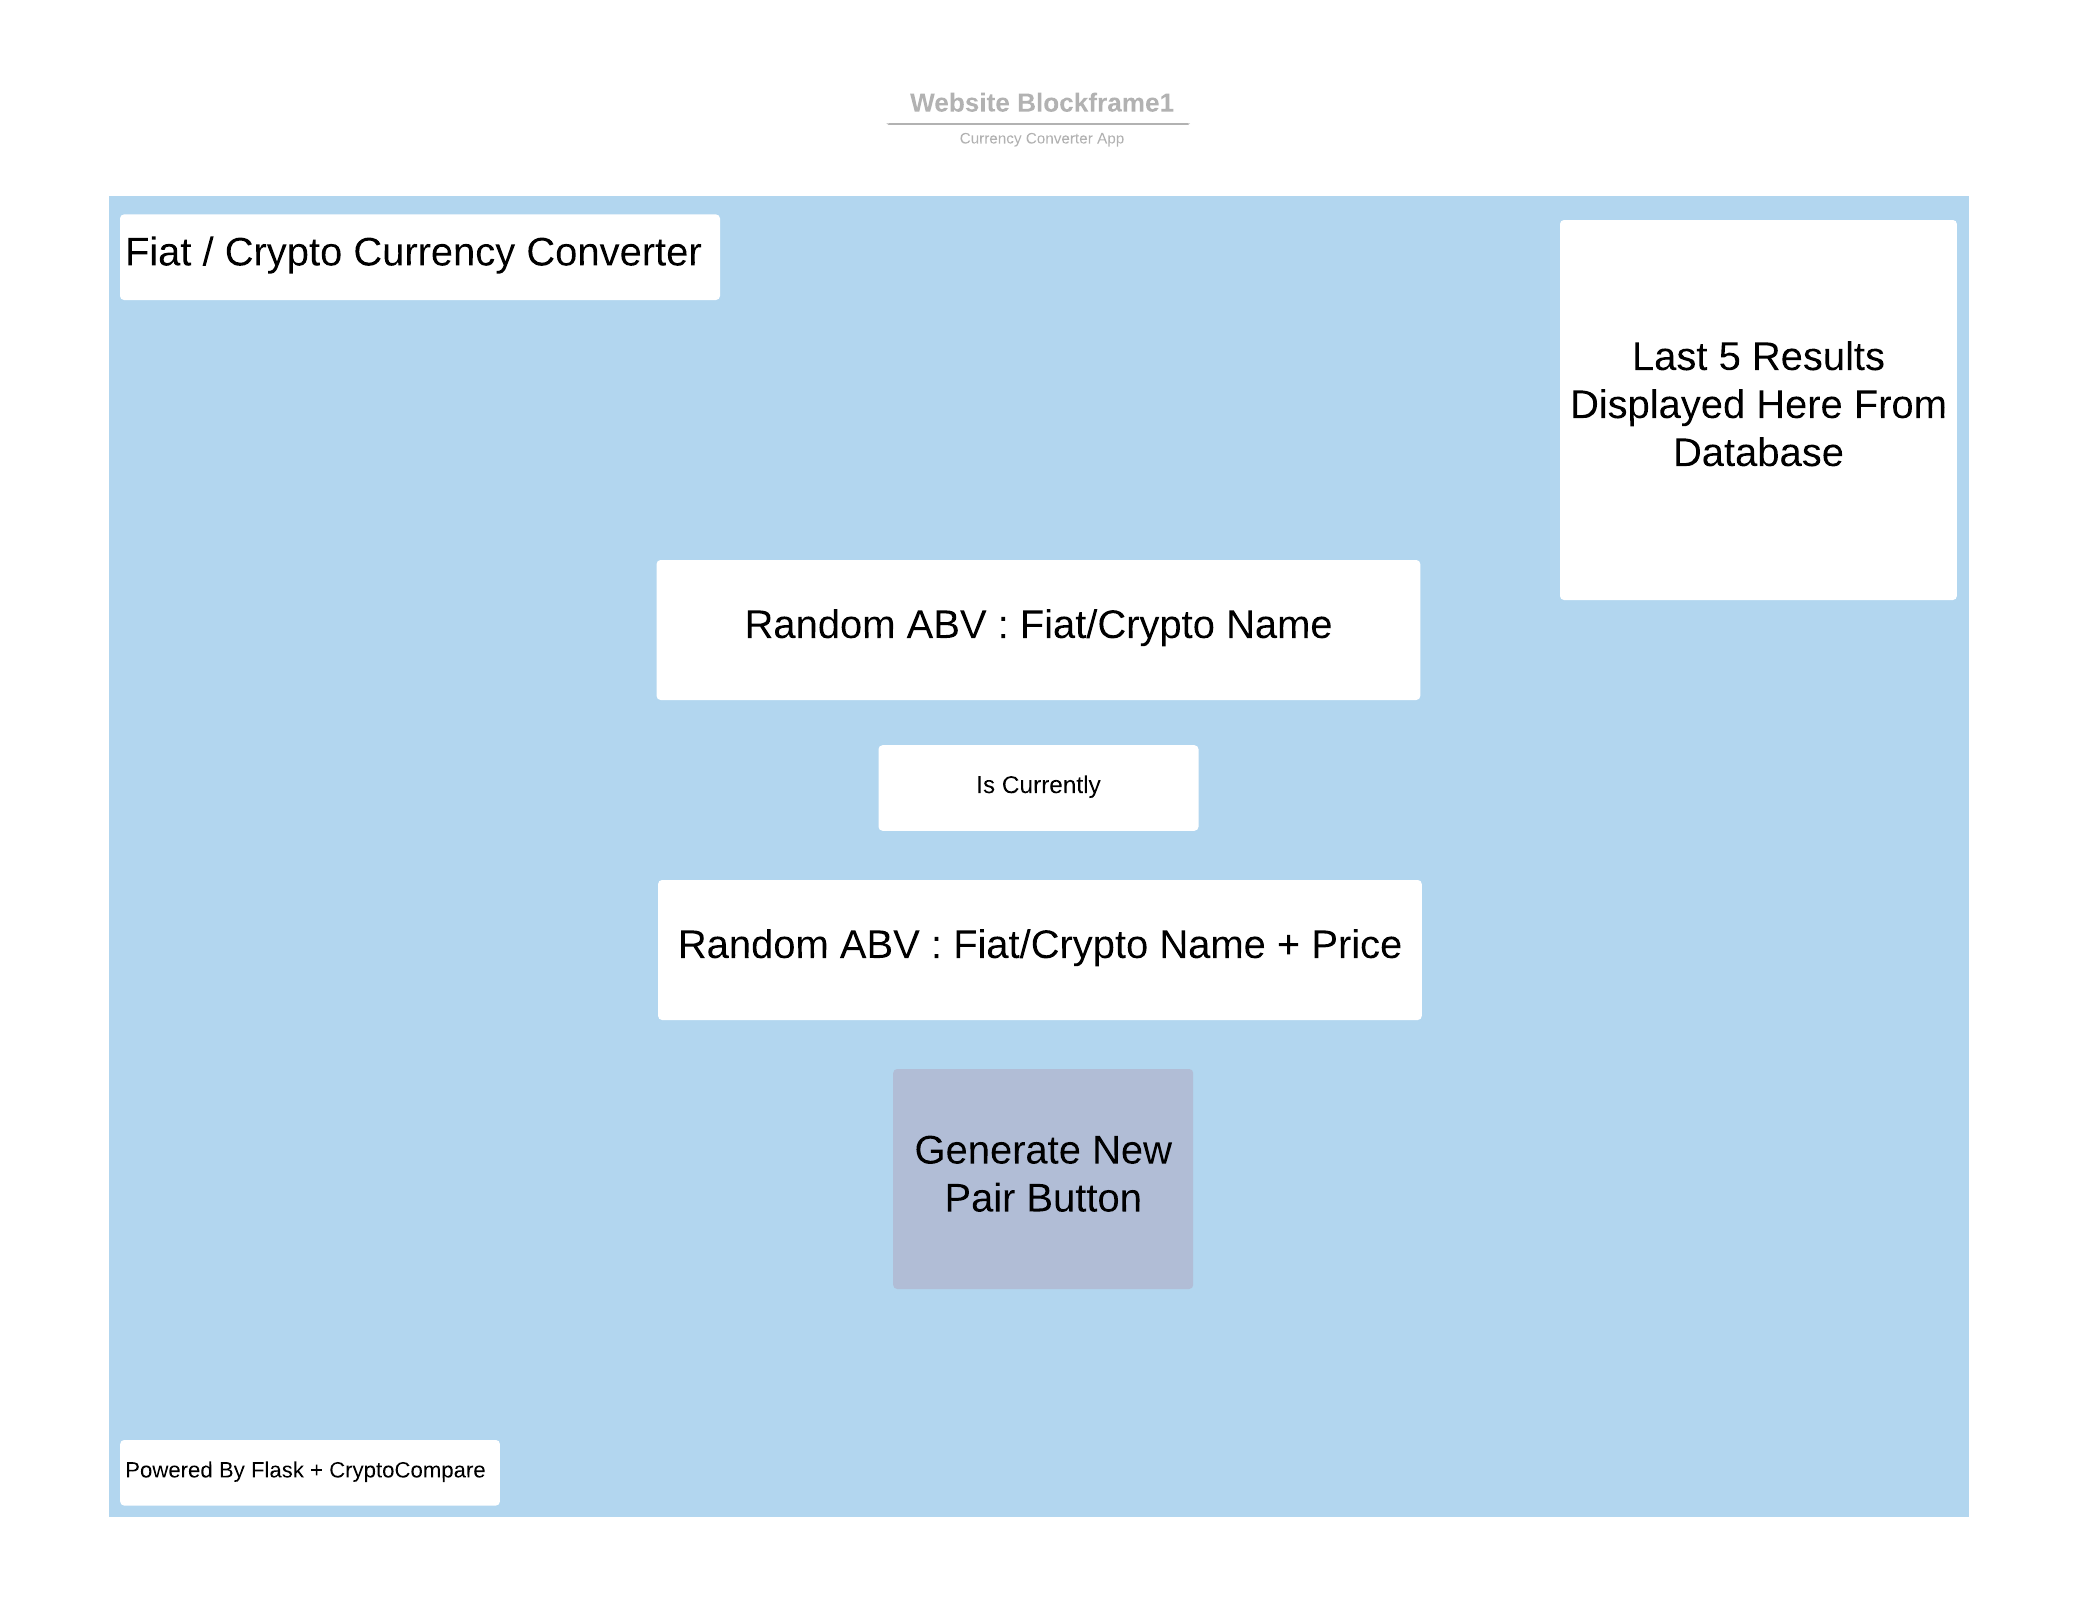 Website Blockframe1
Currency Converter App
Fiat / Crypto Currency Converter
Last 5 Results
Displayed Here From
Database
Random ABV : Fiat/Crypto Name
Is Currently
Random ABV : Fiat/Crypto Name + Price
Generate New
Pair Button
Powered By Flask + CryptoCompare